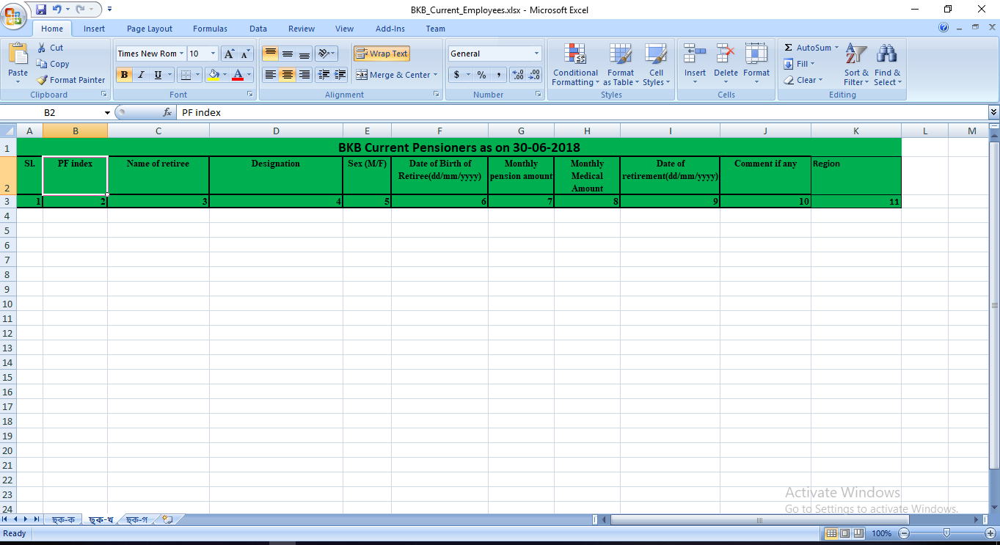 BKB_Current_Employees.xlsx - Microsoft Excel
Home Insert Page Layout Formulas Data Review View Add-Ins Team
Paste Cut Copy Format Painter
Times New Rom 10
B I U
Wrap Text
Merge & Center
General
$ % ,
Conditional Formatting Format as Table Cell Styles
Insert Delete Format
Σ AutoSum Fill Clear
Sort & Filter Find & Select
Clipboard Font Alignment Number Styles Cells Editing
B2 fx PF index
A B C D E F G H I J K L M
1 BKB Current Pensioners as on 30-06-2018
2 Sl. PF index Name of retiree Designation Sex (M/F) Date of Birth of Retiree(dd/mm/yyyy) Monthly pension amount Monthly Medical Amount Date of retirement(dd/mm/yyyy) Comment if any Region
3 1 2 3 4 5 6 7 8 9 10 11
4
5
6
7
8
9
10
11
12
13
14
15
16
17
18
19
20
21
22
23
24
Activate Windows
Go to Settings to activate Windows.
ছক-ক ছক-খ ছক-গ
Ready 100%